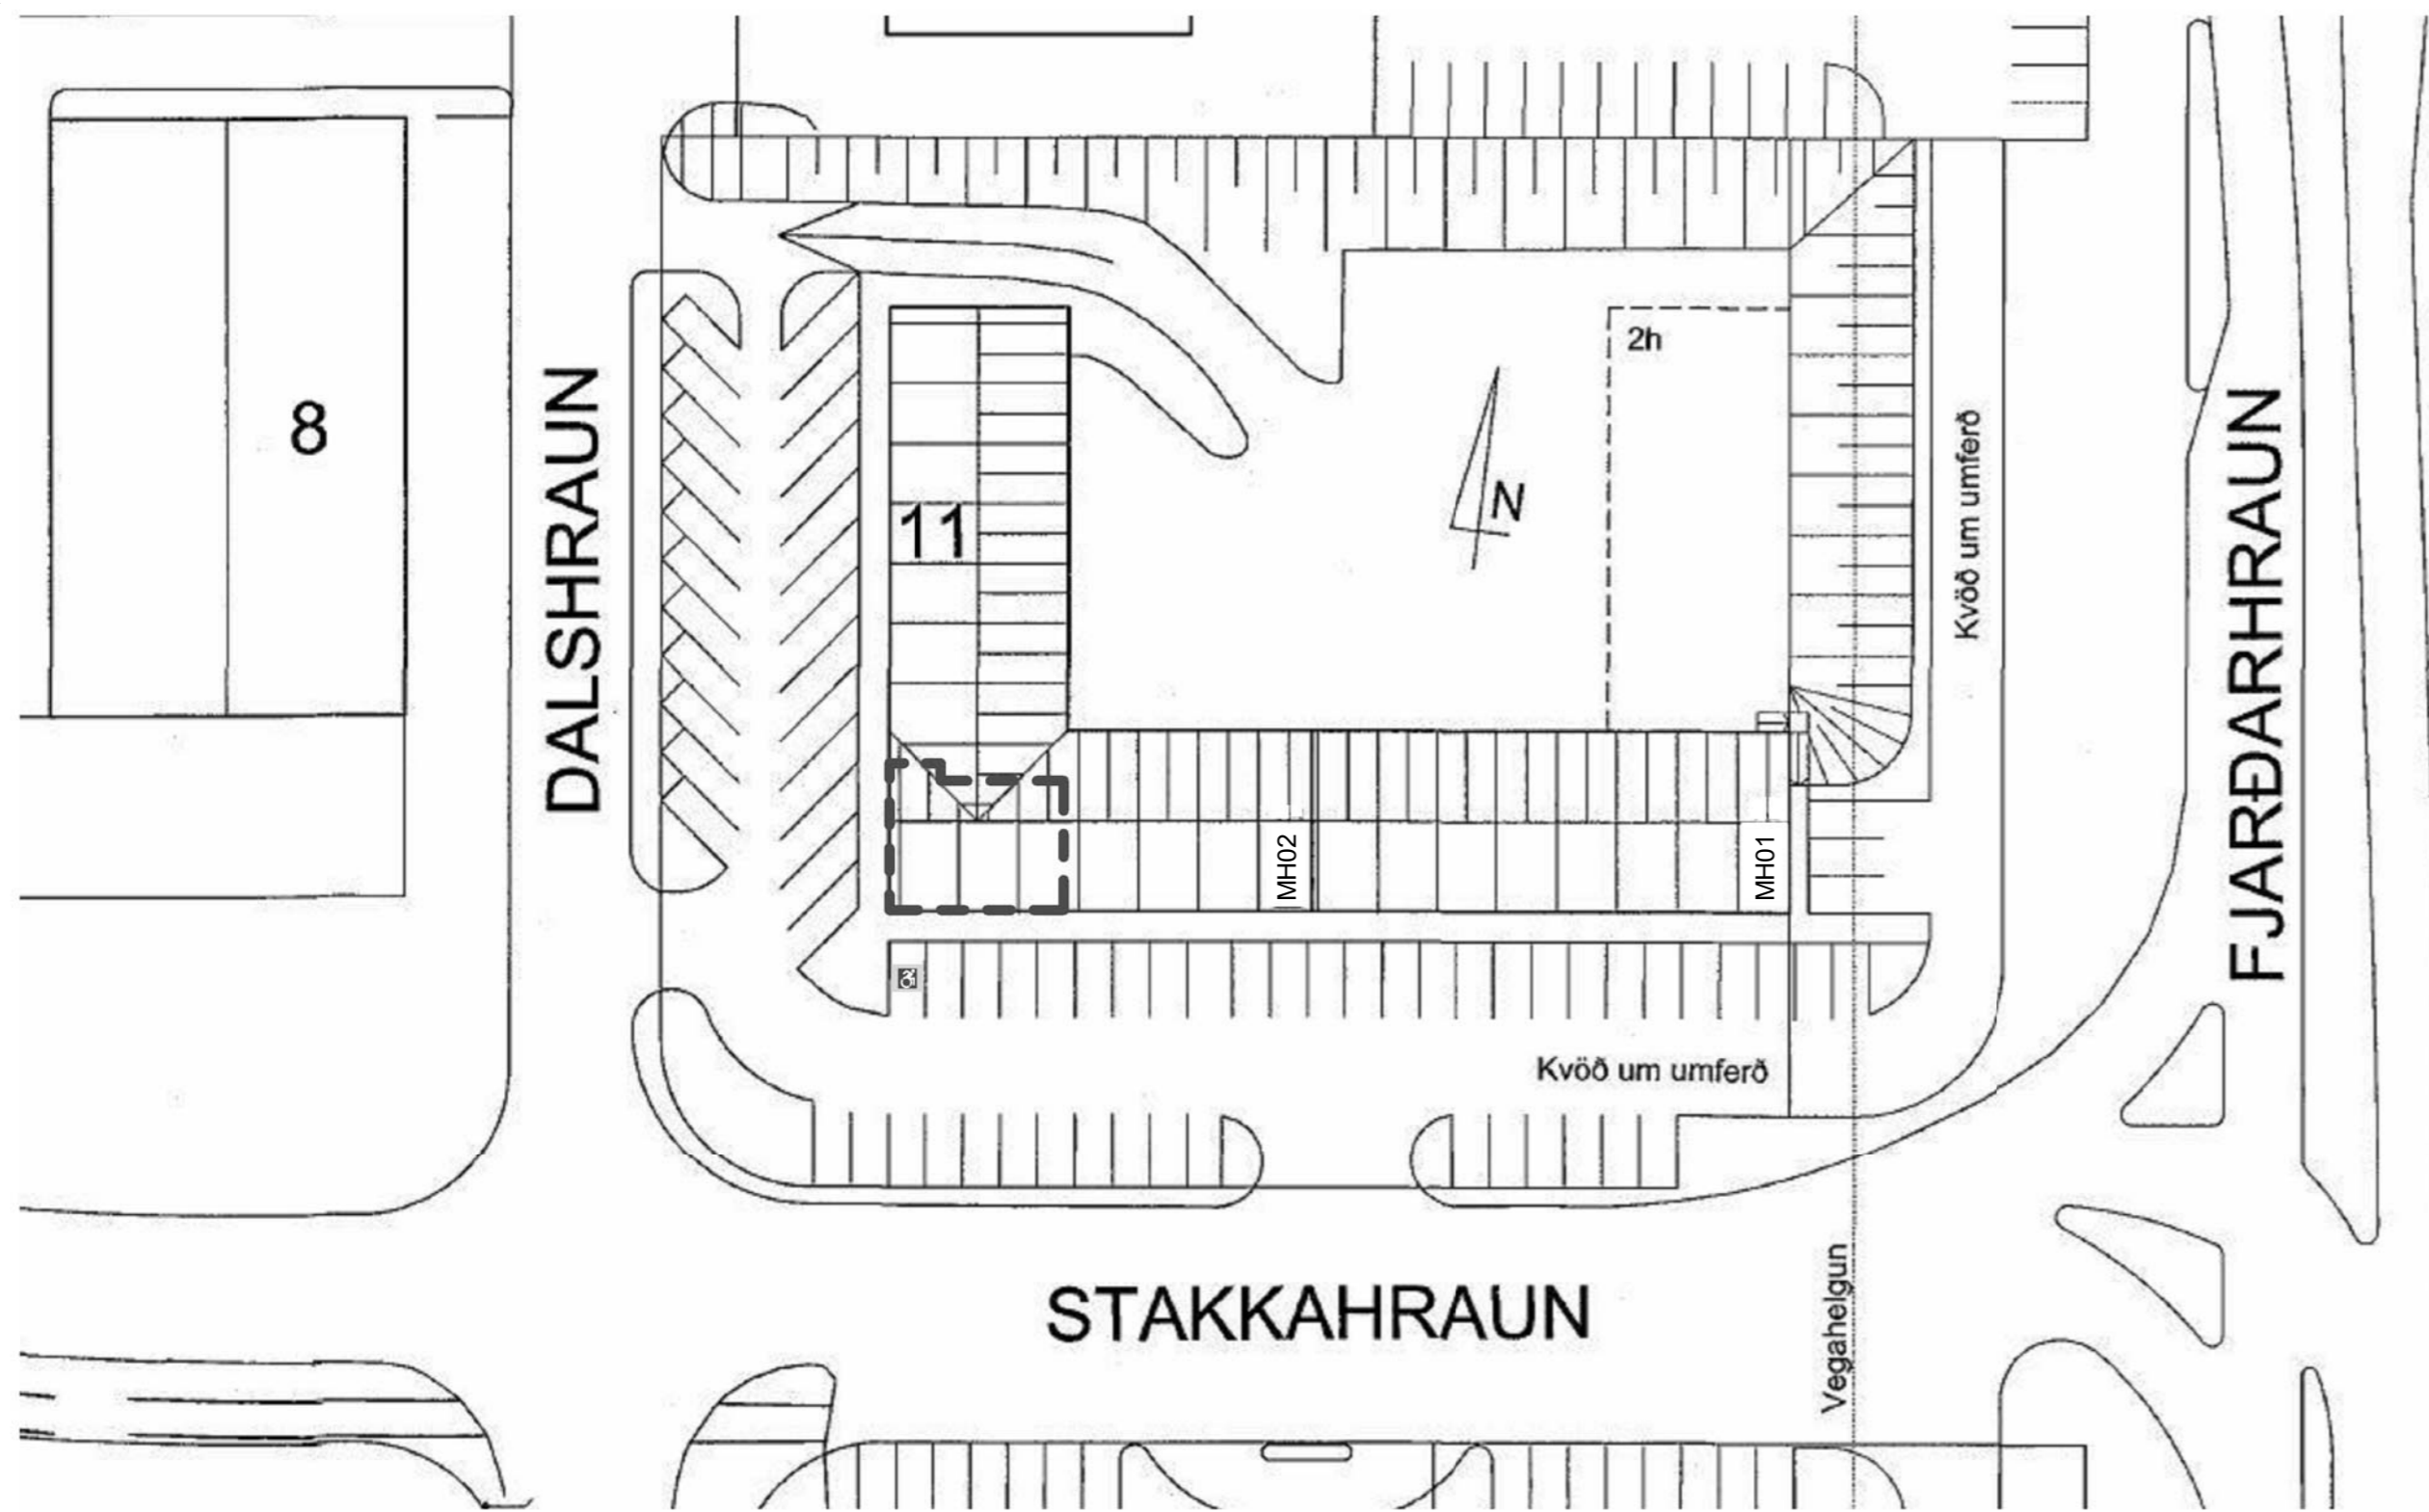 2h
8
DALSHRAUN
11
N
Kvöð um umferð
FJARÐARHRAUN
MH02
MH01
Kvöð um umferð
STAKKAHRAUN
Vegahelgun